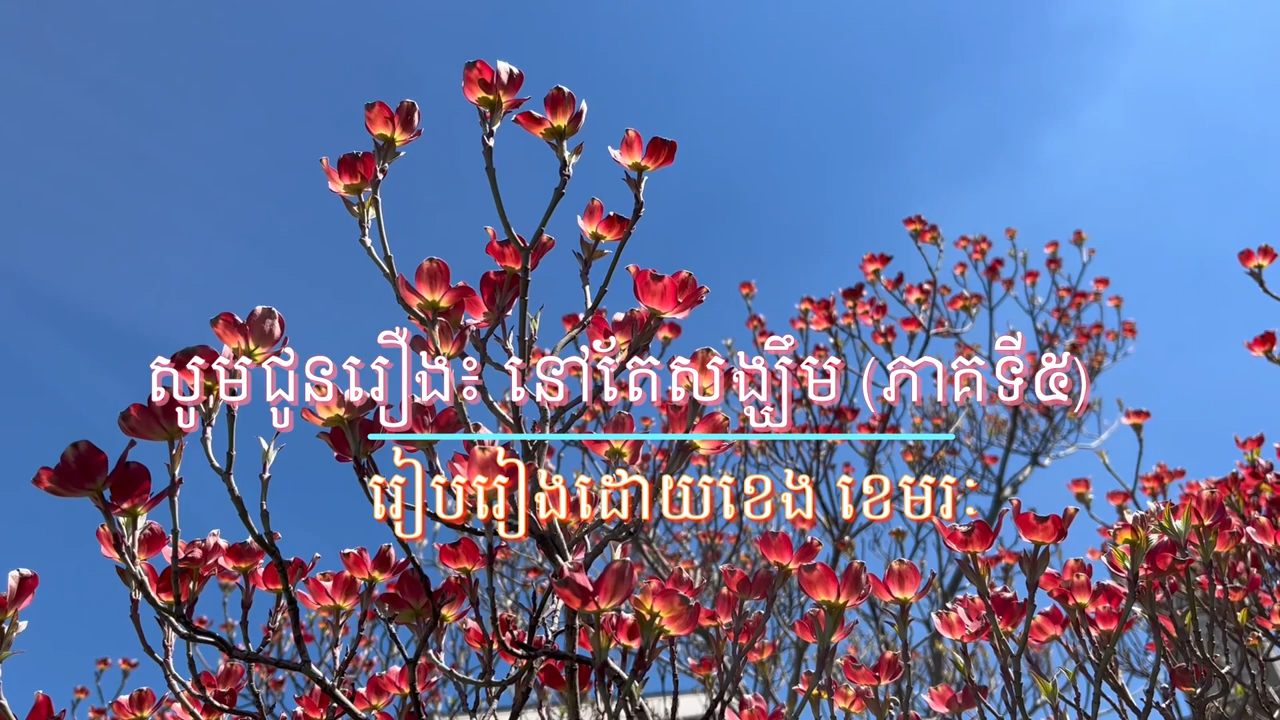 សូមជូនរឿង៖ នៅតែសង្ឃឹម (ភាគទី៥)
រៀបរៀងដោយខេង ខេមរៈ